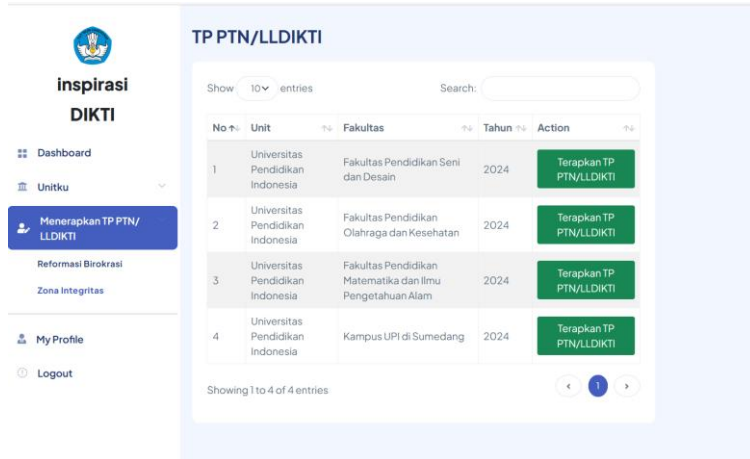 inspirasi
DIKTI
Dashboard
Unitku
Menerapkan TP PTN/
LLDIKTI
Reformasi Birokrasi
Zona Integritas
My Profile
Logout
TP PTN/LLDIKTI
Show 10 entries Search:
No Unit Fakultas Tahun Action
1 Universitas Pendidikan Indonesia Fakultas Pendidikan Seni dan Desain 2024 Terapkan TP PTN/LLDIKTI
2 Universitas Pendidikan Indonesia Fakultas Pendidikan Olahraga dan Kesehatan 2024 Terapkan TP PTN/LLDIKTI
3 Universitas Pendidikan Indonesia Fakultas Pendidikan Matematika dan Ilmu Pengetahuan Alam 2024 Terapkan TP PTN/LLDIKTI
4 Universitas Pendidikan Indonesia Kampus UPI di Sumedang 2024 Terapkan TP PTN/LLDIKTI
Showing 1 to 4 of 4 entries
1